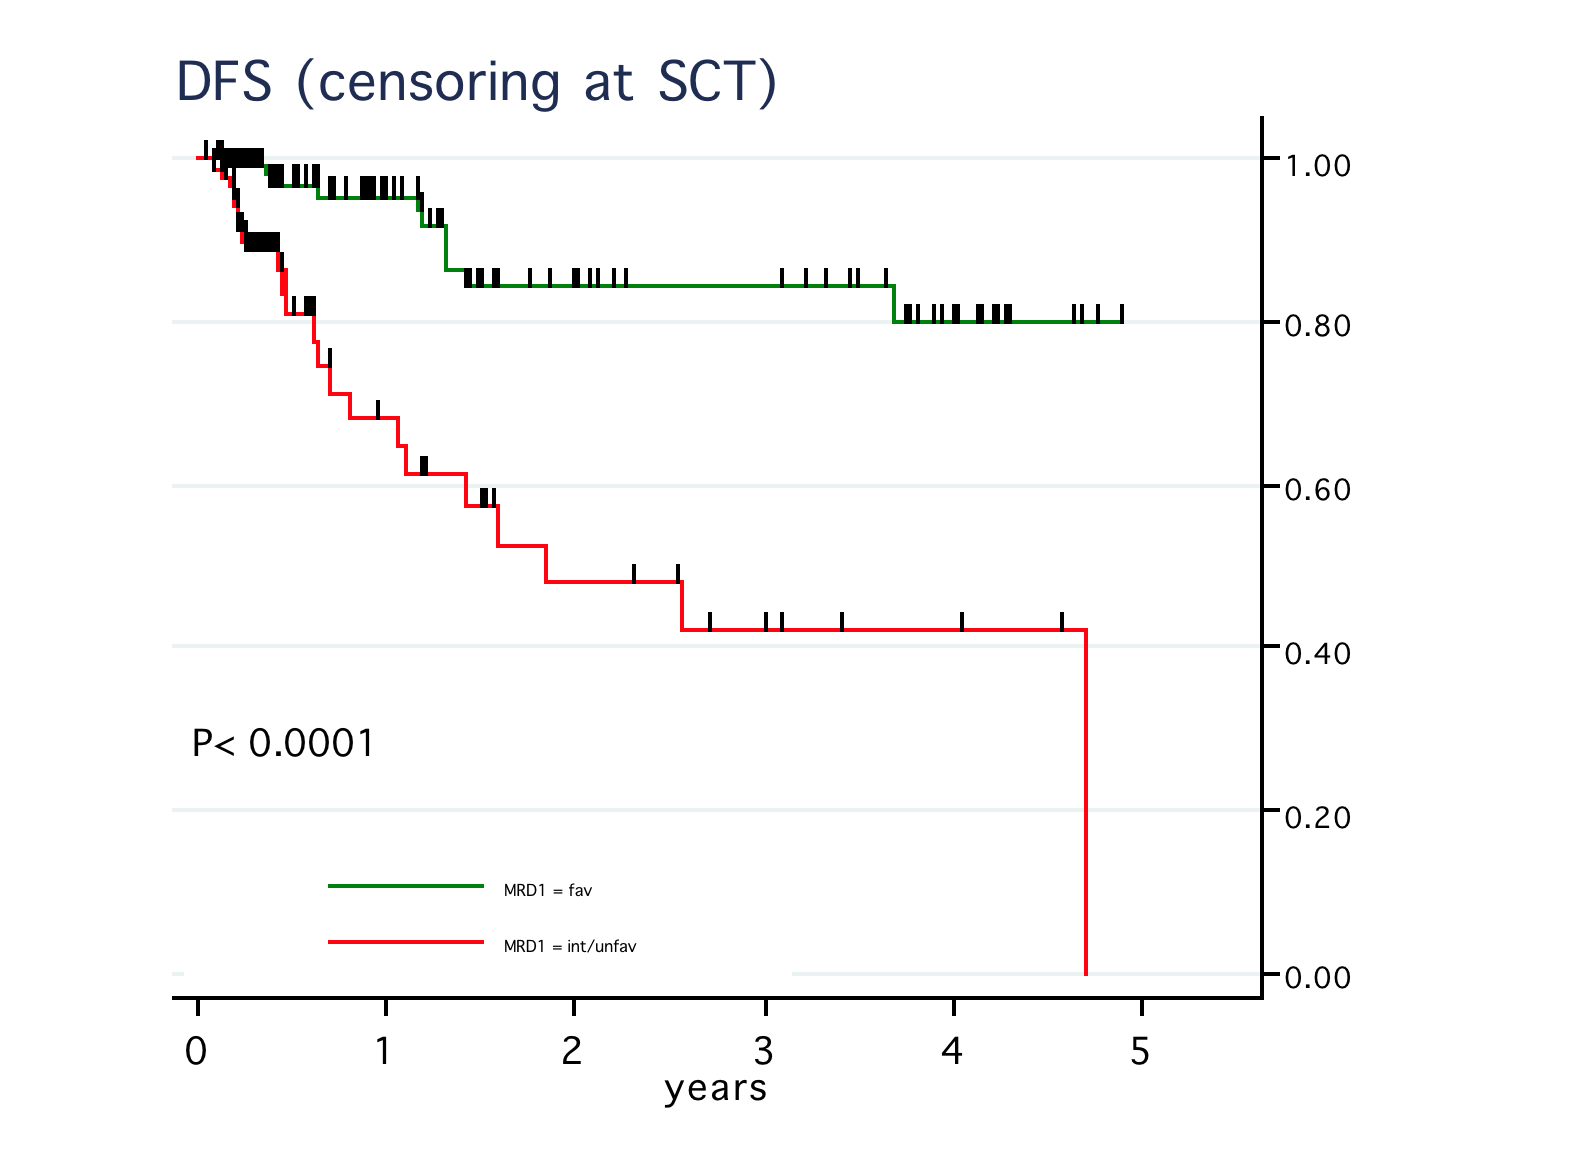 DFS (censoring at SCT)
1.00
0.80
0.60
0.40
P< 0.0001
0.20
MRD1 = fav
MRD1 = int/unfav
0.00
0 1 2 3 4 5
years